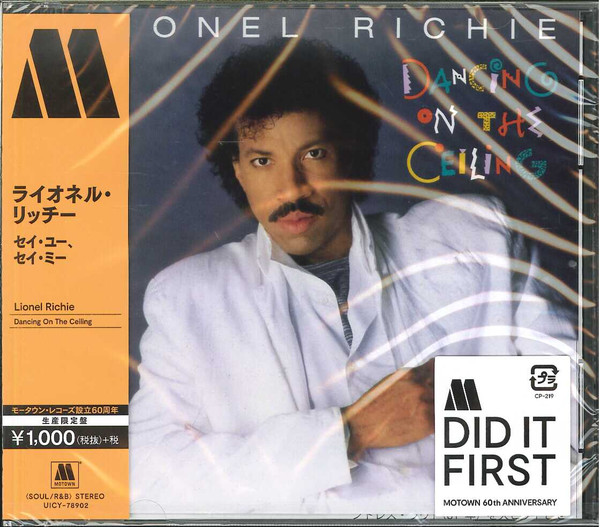 ONEL RICHIE
DANCING
ON THE
CEILING
ライオネル・
リッチー
セイ・ユー、
セイ・ミー
Lionel Richie
Dancing On The Ceiling
モータウン・レコーズ設立60周年
生産限定盤
¥1,000(税抜)+税
MOTOWN
(SOUL/R&B) STEREO
UICY-78902
プラ
CP-219
DID IT
FIRST
MOTOWN 60th ANNIVERSARY